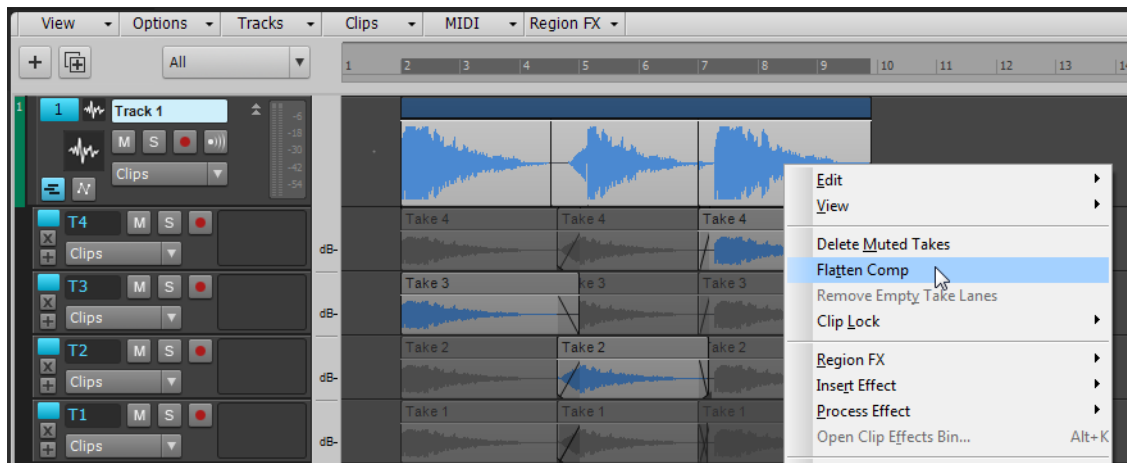 View Options Tracks Clips MIDI Region FX
All
1 2 3 4 5 6 7 8 9 10 11 12 13 14
1 1 Track 1
M S
Clips
-6
-18
-30
-42
-54
T4 M S
Clips
dB-
Take 4 Take 4 Take 4
T3 M S
Clips
dB-
Take 3 ke 3 Take 3
T2 M S
Clips
dB-
Take 2 Take 2 ake 2
T1 M S
Clips
dB-
Take 1 Take 1 Take 1
Edit
View
Delete Muted Takes
Flatten Comp
Remove Empty Take Lanes
Clip Lock
Region FX
Insert Effect
Process Effect
Open Clip Effects Bin... Alt+K